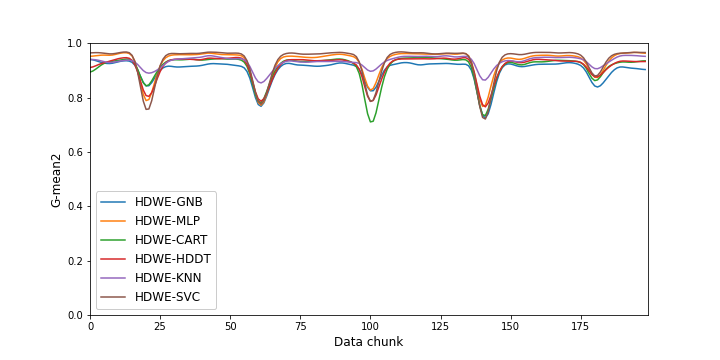 1.0
0.8
0.6
0.4
0.2
0.0
G-mean2
HDWE-GNB
HDWE-MLP
HDWE-CART
HDWE-HDDT
HDWE-KNN
HDWE-SVC
0 25 50 75 100 125 150 175
Data chunk